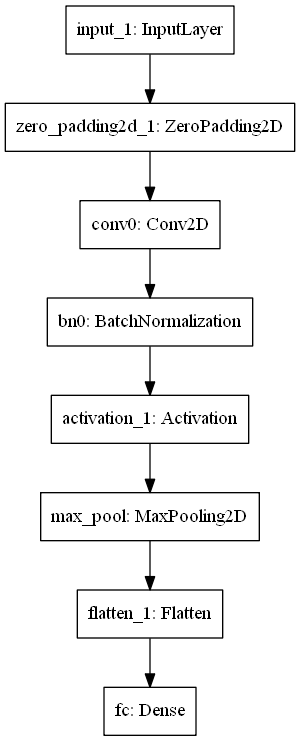 input_1: InputLayer
zero_padding2d_1: ZeroPadding2D
conv0: Conv2D
bn0: BatchNormalization
activation_1: Activation
max_pool: MaxPooling2D
flatten_1: Flatten
fc: Dense